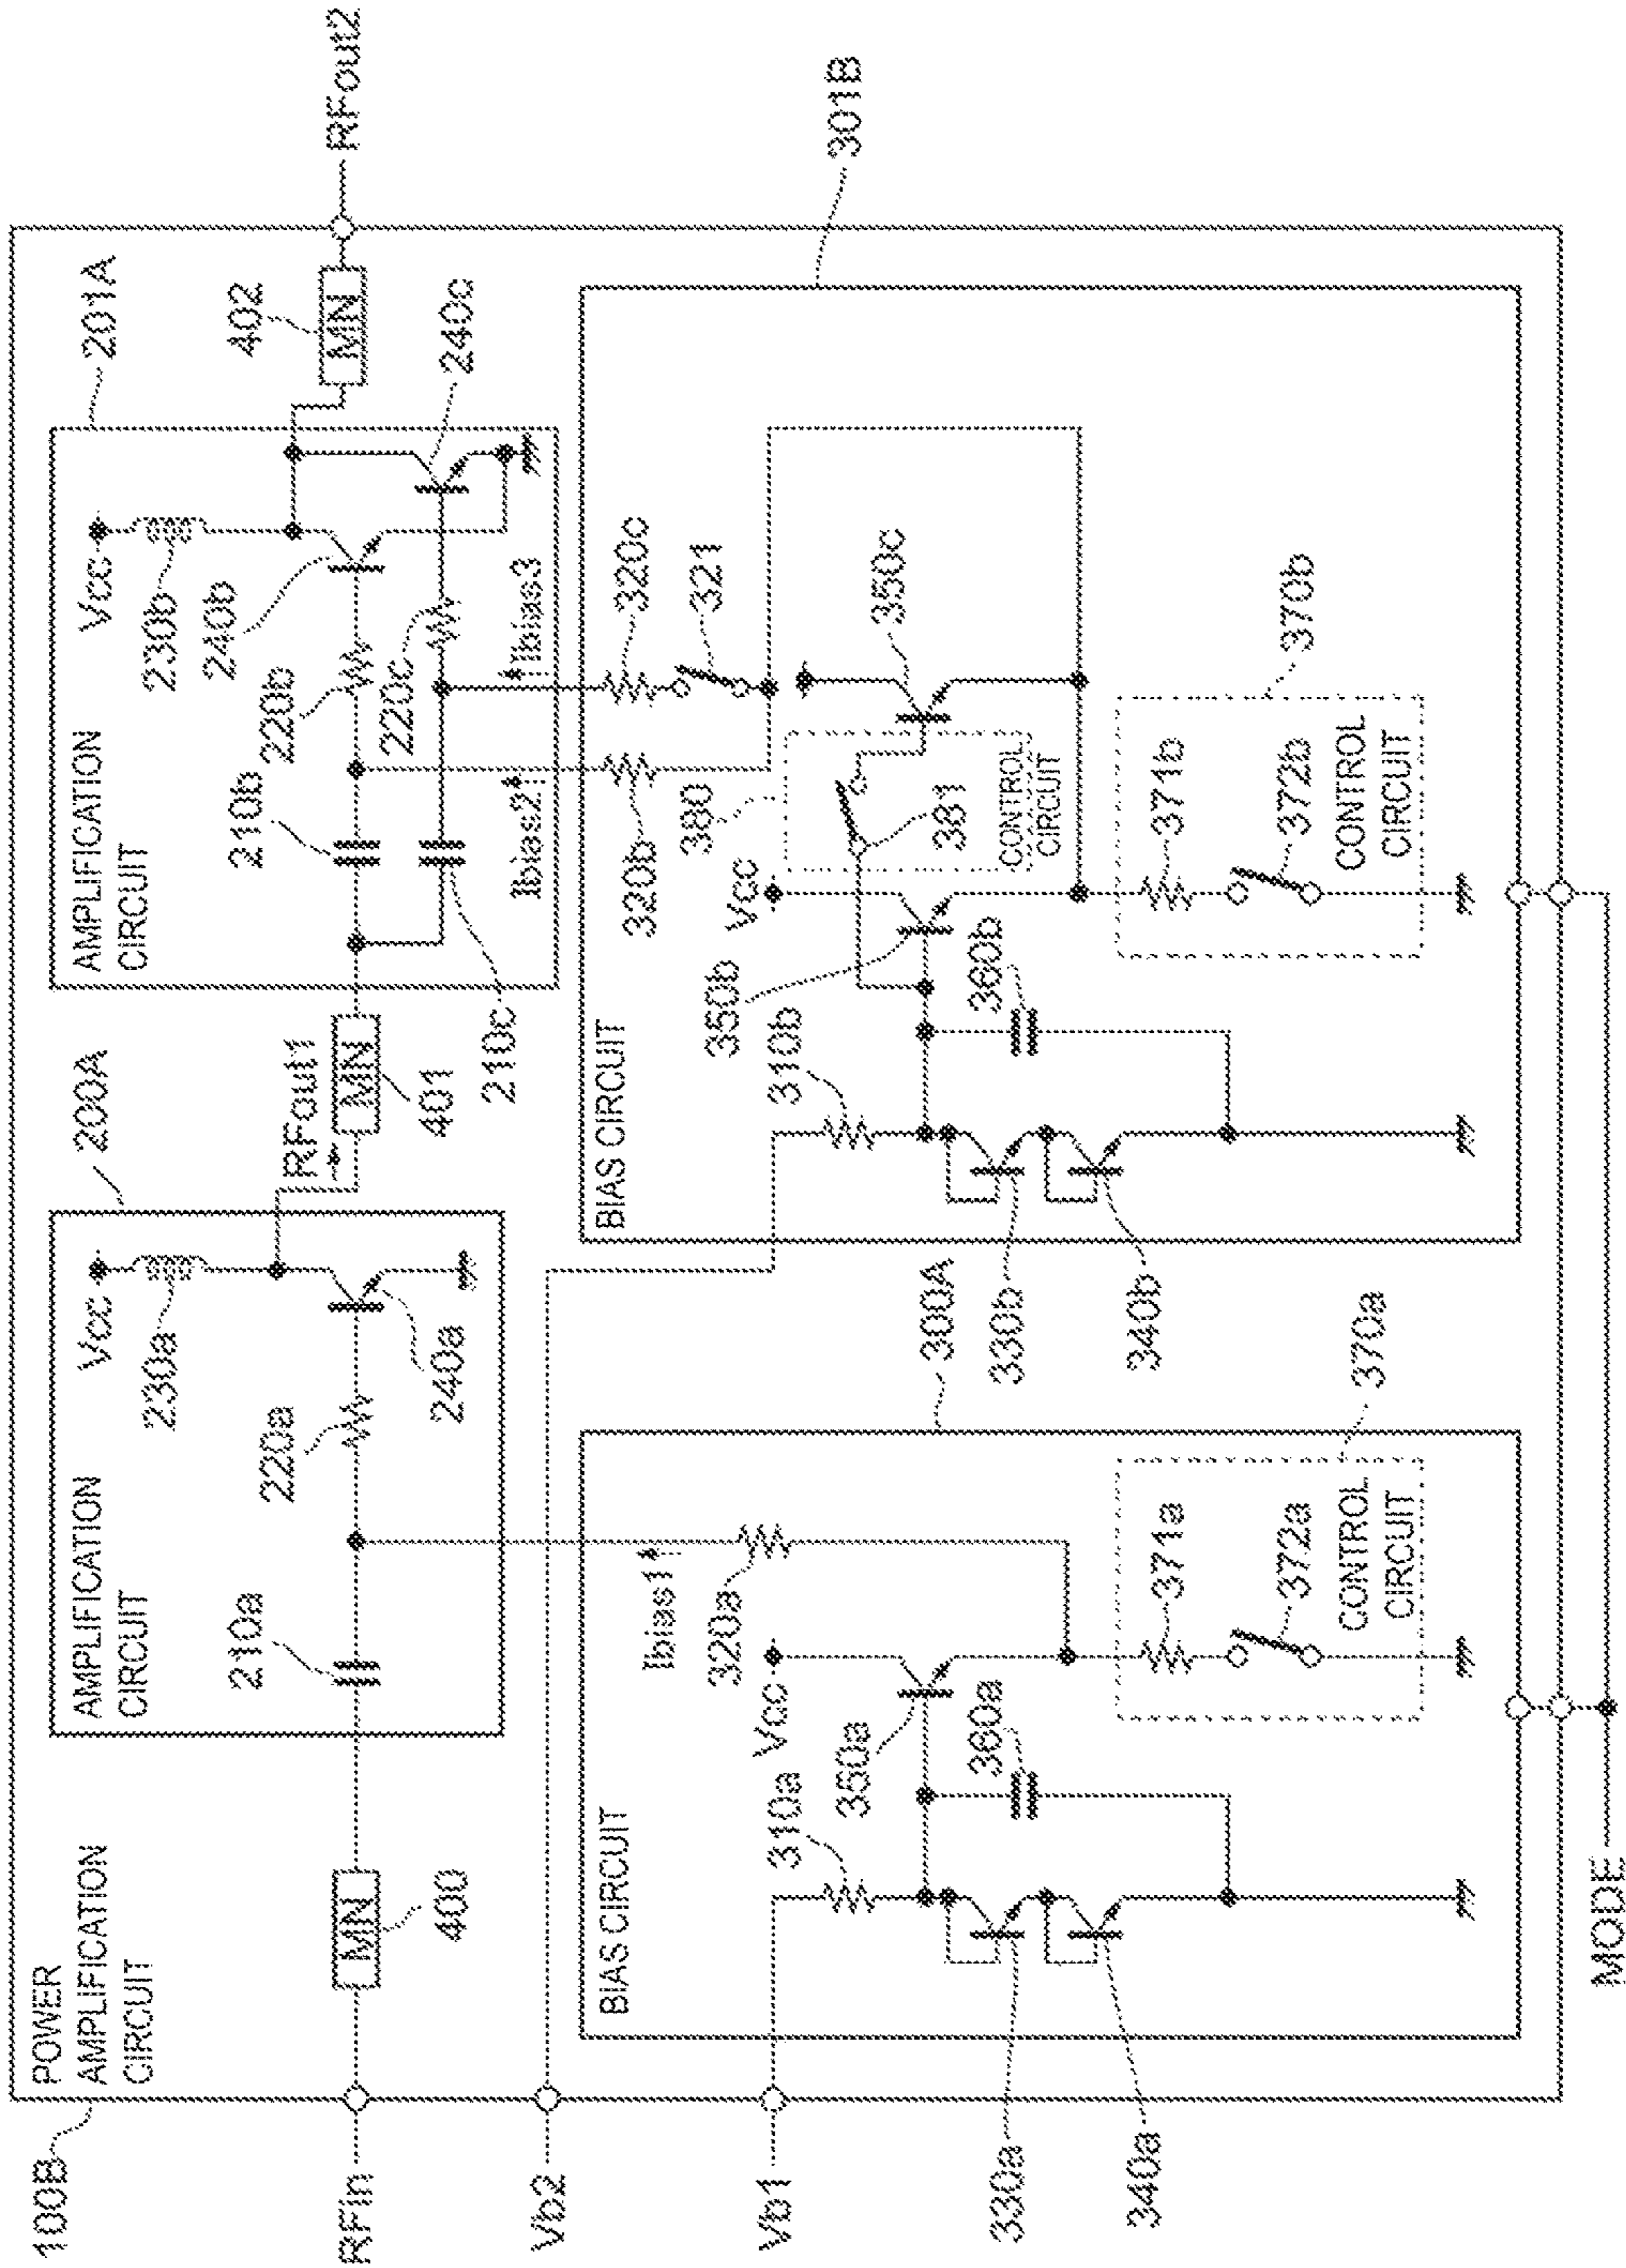 100B
POWER
AMPLIFICATION
CIRCUIT
RFin
Vb2
Vb1
MN
400
AMPLIFICATION
CIRCUIT
200A
210a
220a
Vcc
230a
240a
RFout1
MN
401
AMPLIFICATION
CIRCUIT
201A
210b
210c
220b
220c
Vcc
230b
240b
240c
402
MN
RFout2
Ibias2
Ibias3
BIAS CIRCUIT
300A
310a
Ibias1
320a
Vcc
350a
360a
330a
340a
371a
372a
CONTROL
CIRCUIT
370a
BIAS CIRCUIT
301B
310b
320b
320c
321
Vcc
350b
350c
360b
380
381
CONTROL
CIRCUIT
330b
340b
371b
372b
CONTROL
CIRCUIT
370b
MODE